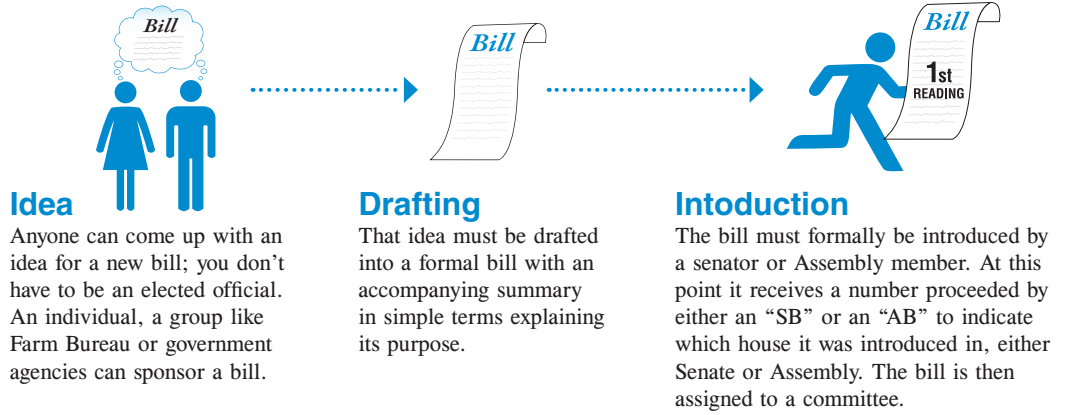 Bill
Bill
Bill
1st
READING
Idea
Anyone can come up with an
idea for a new bill; you don’t
have to be an elected official.
An individual, a group like
Farm Bureau or government
agencies can sponsor a bill.
Drafting
That idea must be drafted
into a formal bill with an
accompanying summary
in simple terms explaining
its purpose.
Intoduction
The bill must formally be introduced by
a senator or Assembly member. At this
point it receives a number proceeded by
either an “SB” or an “AB” to indicate
which house it was introduced in, either
Senate or Assembly. The bill is then
assigned to a committee.